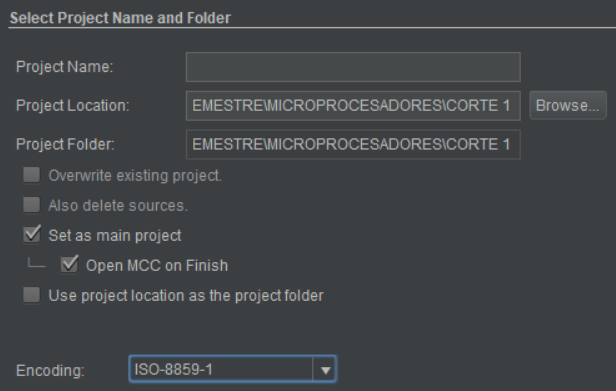 Select Project Name and Folder
Project Name:
Project Location: EMESTRE\MICROPROCESADORES\CORTE 1 Browse...
Project Folder: EMESTRE\MICROPROCESADORES\CORTE 1
Overwrite existing project.
Also delete sources.
Set as main project
Open MCC on Finish
Use project location as the project folder
Encoding: ISO-8859-1